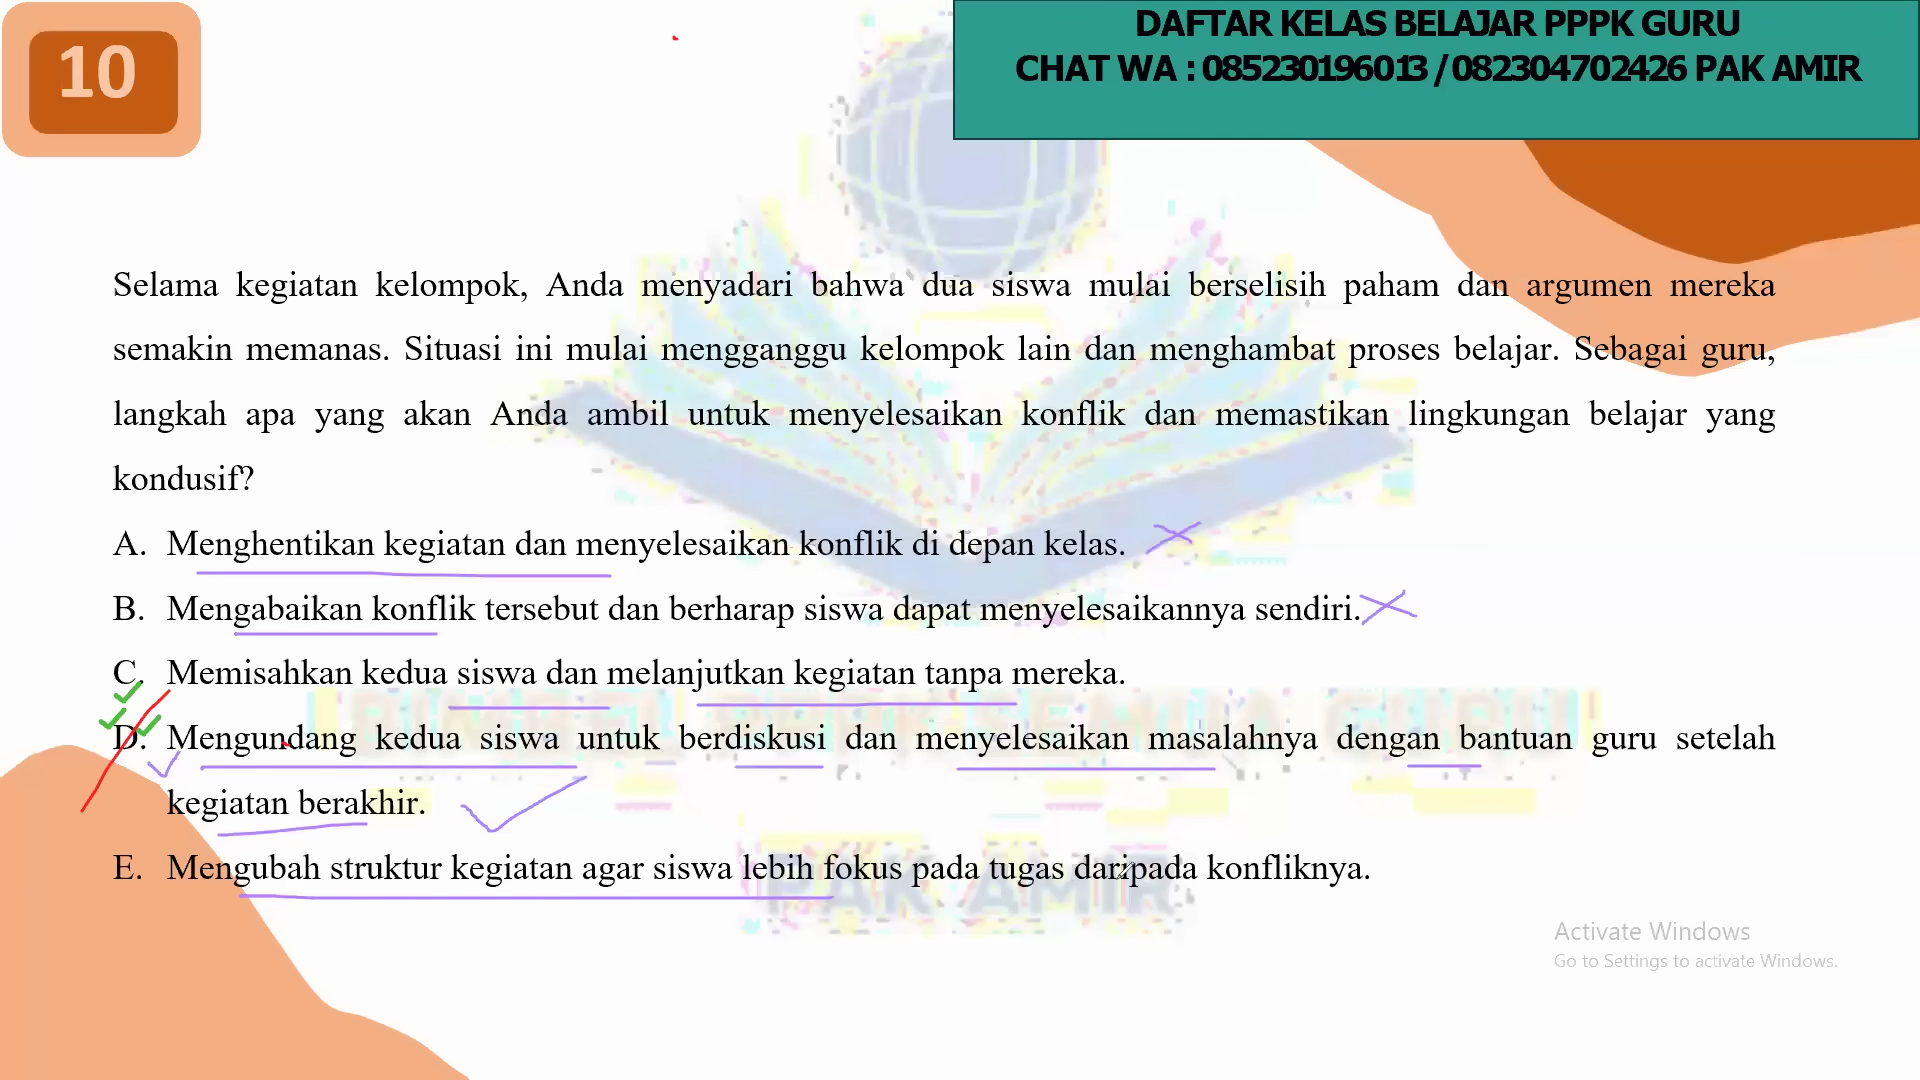 10
DAFTAR KELAS BELAJAR PPPK GURU
CHAT WA : 085230196013 / 082304702426 PAK AMIR
Selama kegiatan kelompok, Anda menyadari bahwa dua siswa mulai berselisih paham dan argumen mereka
semakin memanas. Situasi ini mulai mengganggu kelompok lain dan menghambat proses belajar. Sebagai guru,
langkah apa yang akan Anda ambil untuk menyelesaikan konflik dan memastikan lingkungan belajar yang
kondusif?
A. Menghentikan kegiatan dan menyelesaikan konflik di depan kelas.
B. Mengabaikan konflik tersebut dan berharap siswa dapat menyelesaikannya sendiri.
C. Memisahkan kedua siswa dan melanjutkan kegiatan tanpa mereka.
D. Mengundang kedua siswa untuk berdiskusi dan menyelesaikan masalahnya dengan bantuan guru setelah
kegiatan berakhir.
E. Mengubah struktur kegiatan agar siswa lebih fokus pada tugas daripada konfliknya.
PAK AMIR
Activate Windows
Go to Settings to activate Windows.